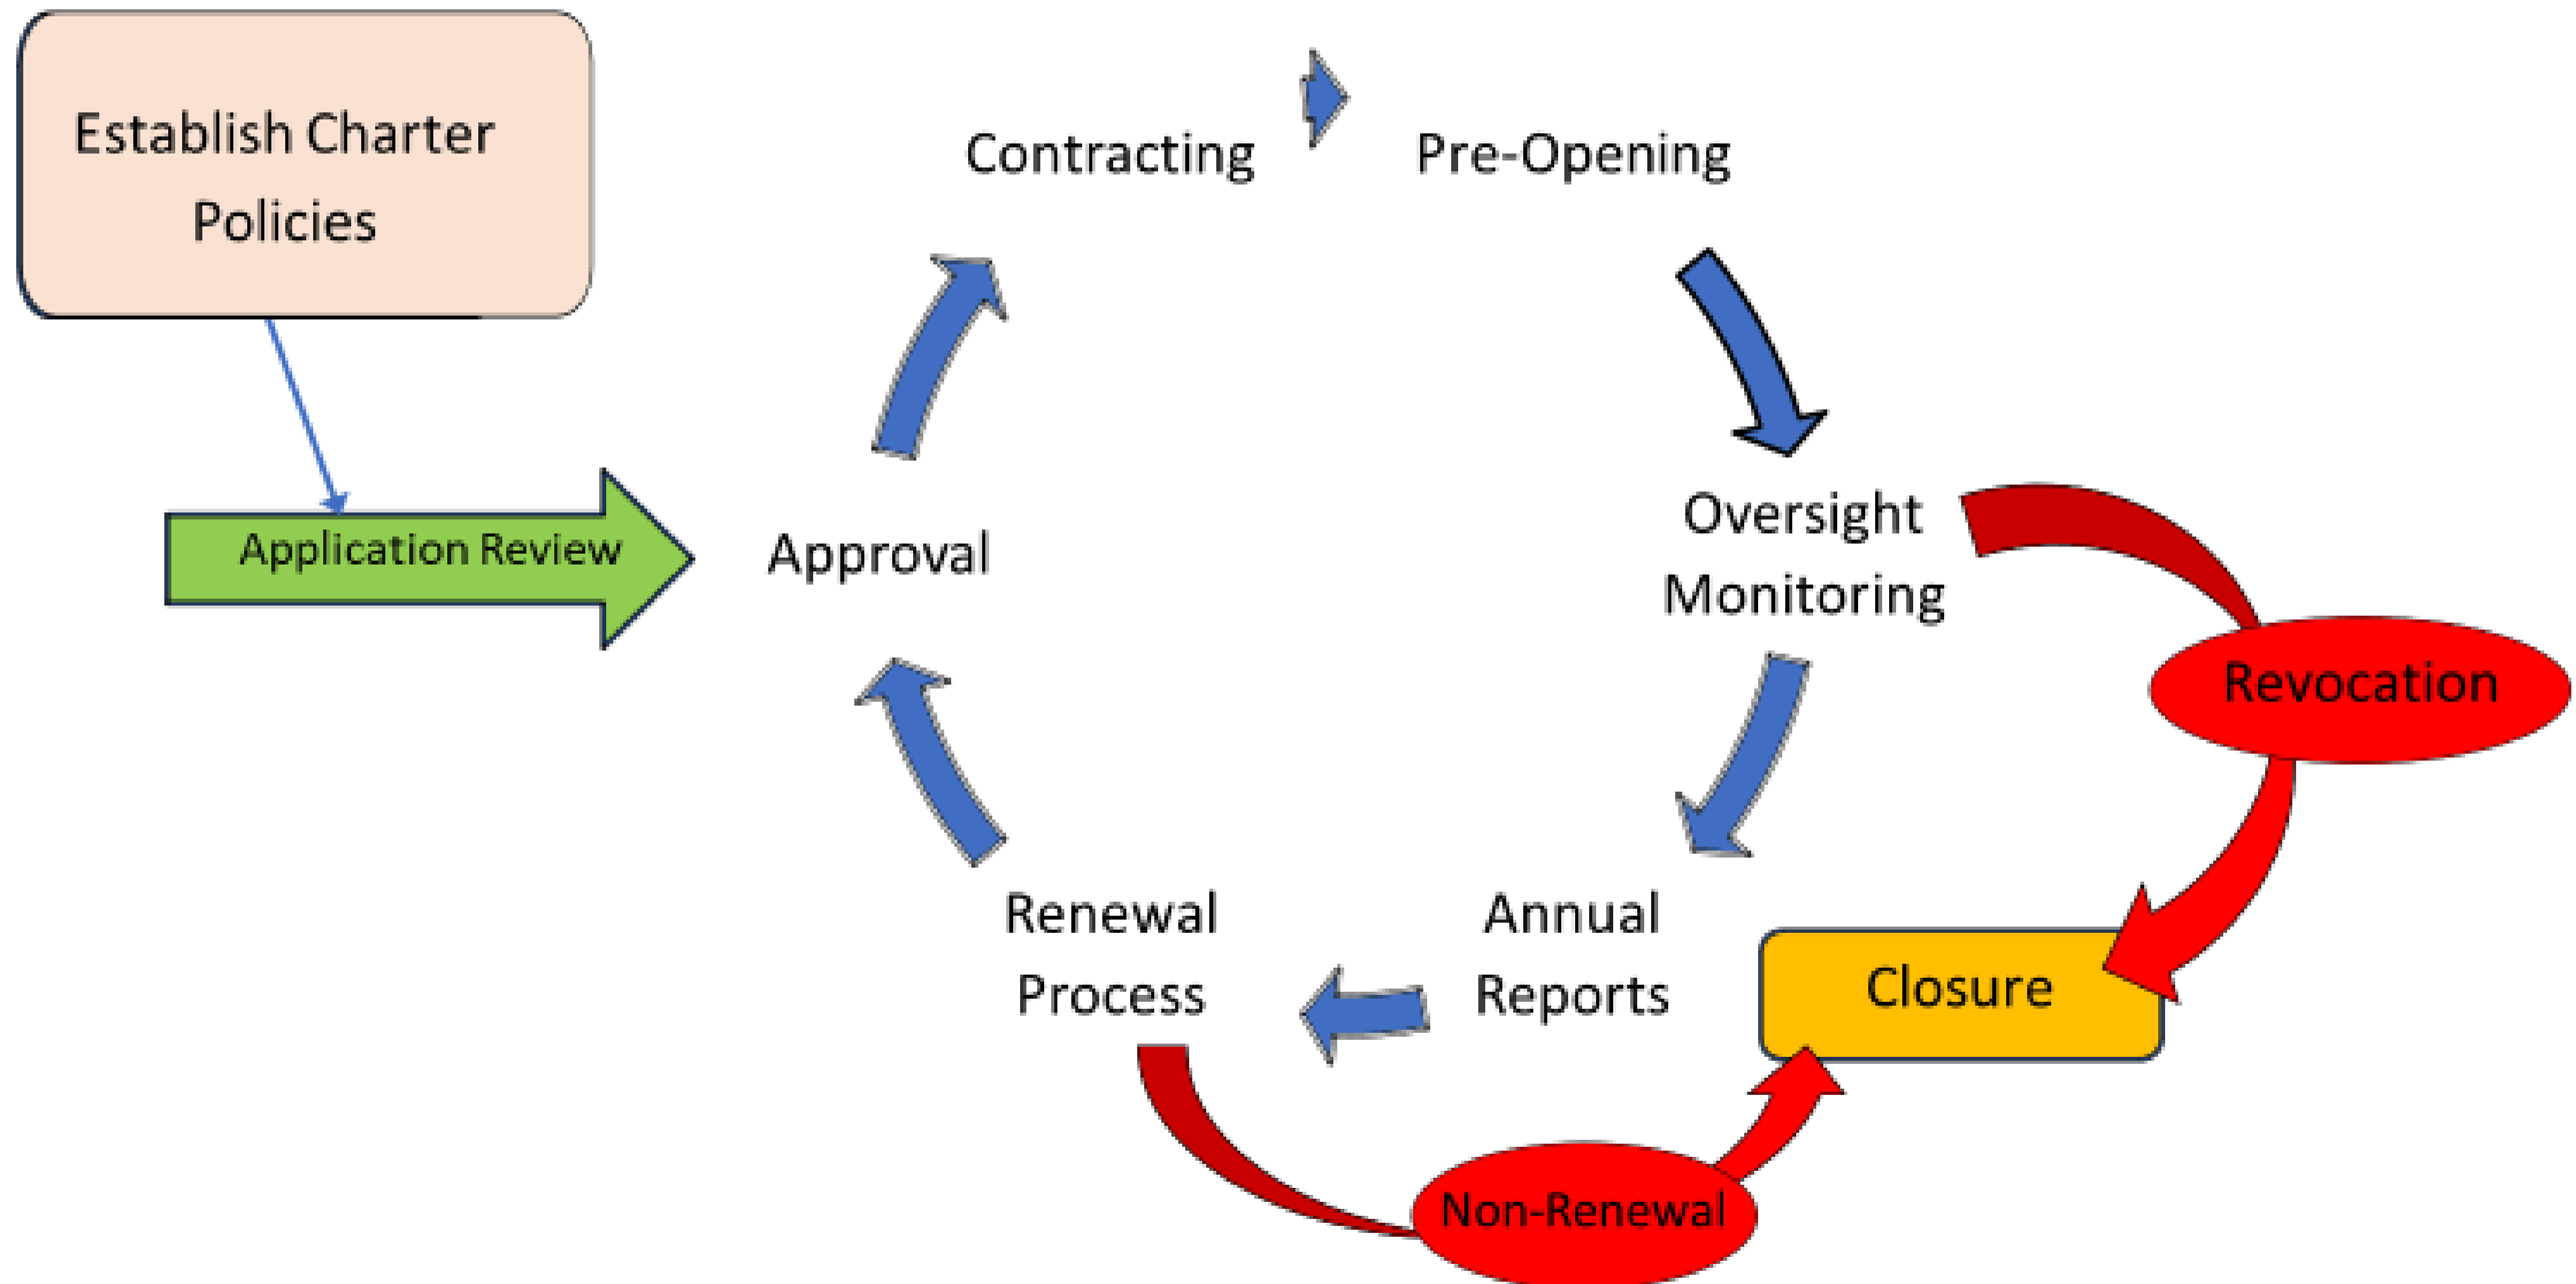 Establish Charter
Policies
Contracting
Pre-Opening
Application Review
Approval
Oversight
Monitoring
Revocation
Renewal
Process
Annual
Reports
Closure
Non-Renewal